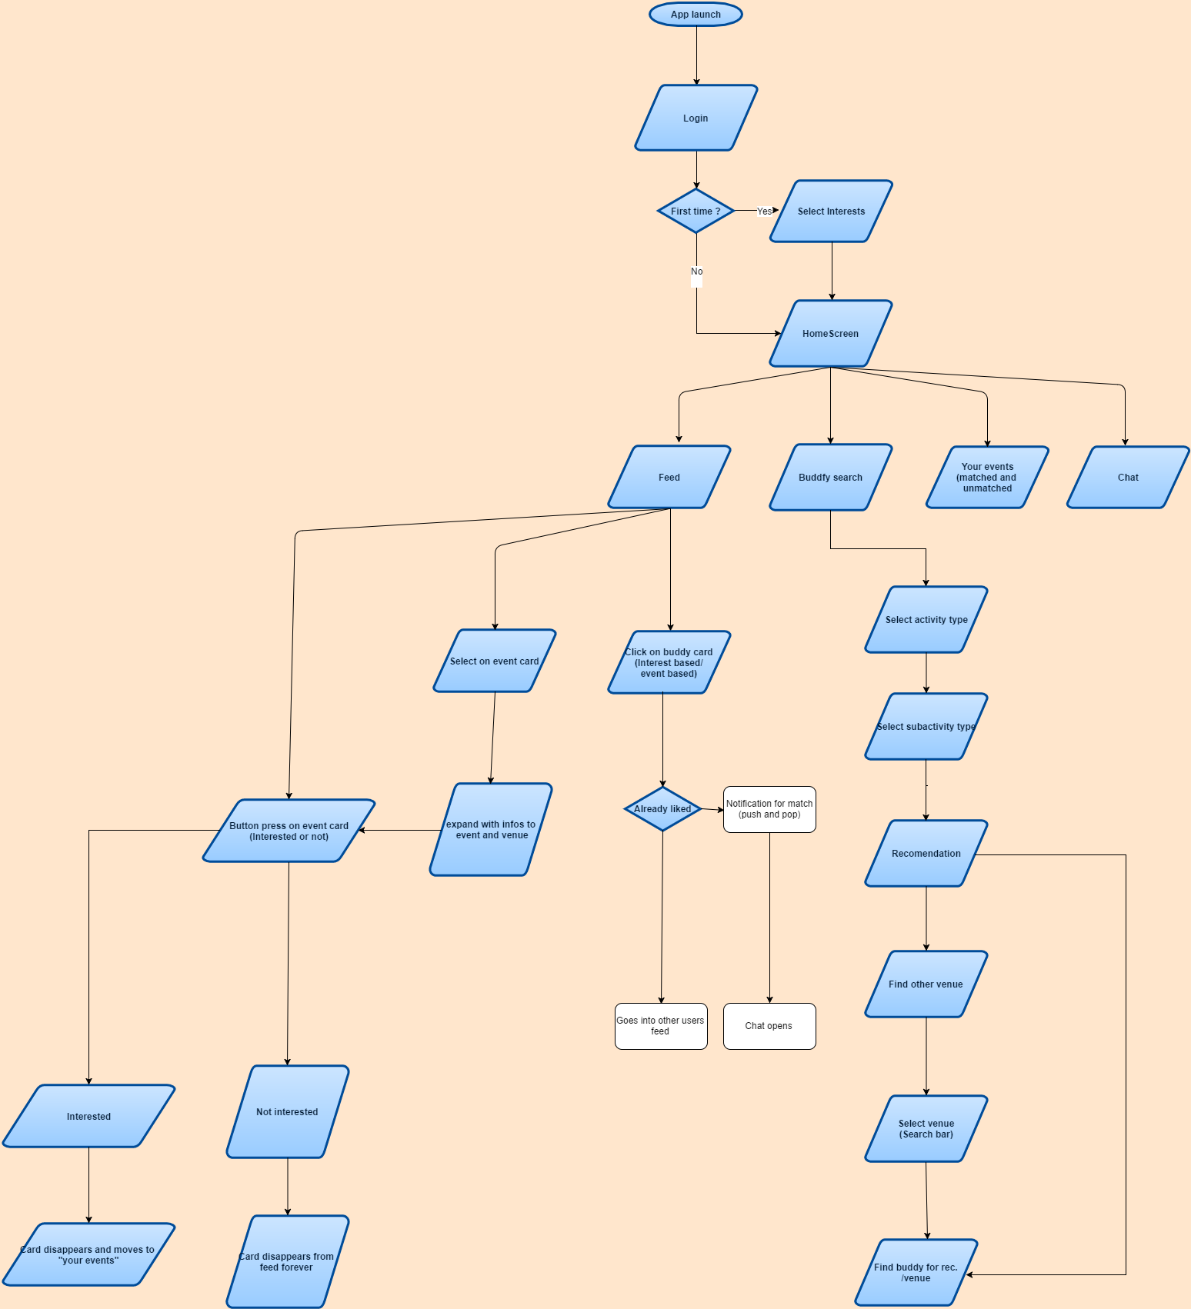 App launch
Login
First time ?
Yes
Select Interests
No
HomeScreen
Feed
Buddfy search
Your events
(matched and
unmatched
Chat
Select activity type
Select on event card
Click on buddy card
(Interest based/
event based)
Select subactivity type
Button press on event card
(Interested or not)
expand with infos to
event and venue
Already liked
Notification for match
(push and pop)
Recomendation
Find other venue
Goes into other users
feed
Chat opens
Interested
Not interested
Select venue
(Search bar)
Card disappears and moves to
"your events"
Card disappears from
feed forever
Find buddy for rec.
/venue